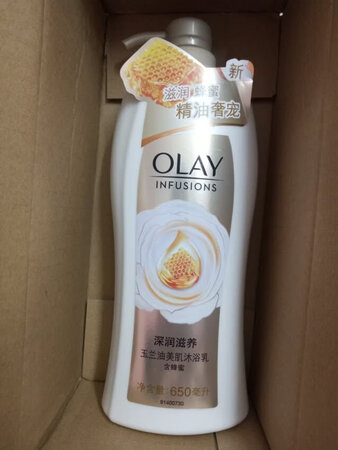 新
滋润 蜂蜜
精油奢宠
OLAY
INFUSIONS
深润滋养
玉兰油美肌沐浴乳
含蜂蜜
净含量:650毫升
91400730